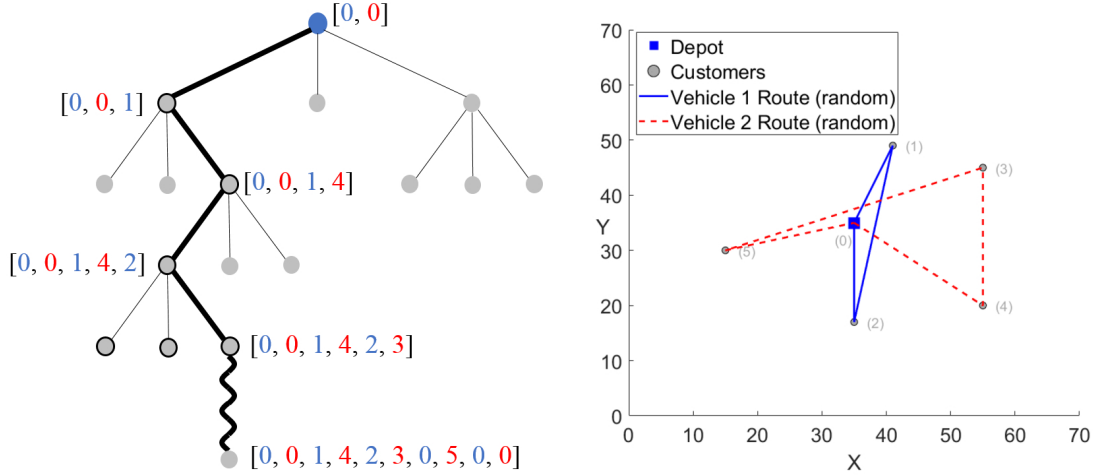 [0, 0]
[0, 0, 1]
[0, 0, 1, 4]
[0, 0, 1, 4, 2]
[0, 0, 1, 4, 2, 3]
[0, 0, 1, 4, 2, 3, 0, 5, 0, 0]
Depot
Customers
Vehicle 1 Route (random)
Vehicle 2 Route (random)
70
60
50
40
30
20
10
0
Y
(1)
(3)
(0)
(5)
(4)
(2)
0 10 20 30 40 50 60 70
X